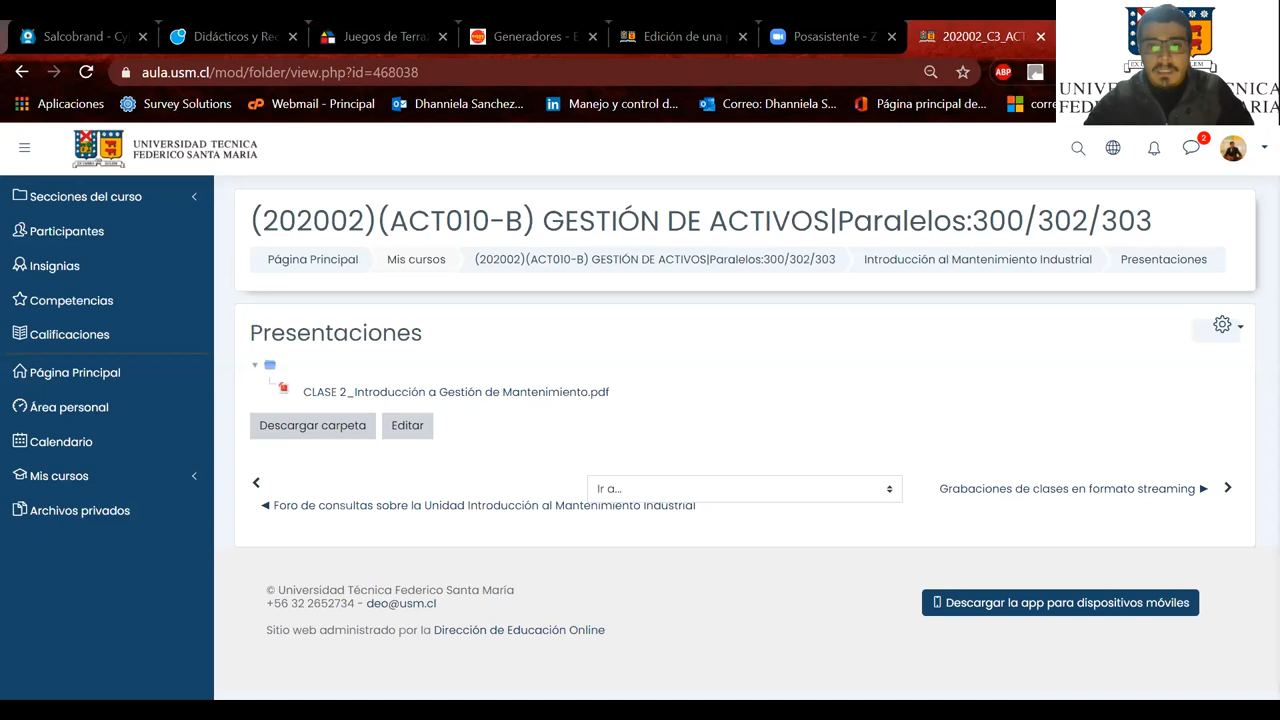 Salcobrand - Cy
Didácticos y Rec
Juegos de Terra
Generadores - E
Edición de una p
Posasistente - Z
202002_C3_ACT
aula.usm.cl/mod/folder/view.php?id=468038
ABP
Aplicaciones
Survey Solutions
Webmail - Principal
Dhanniela Sanchez...
Manejo y control d...
Correo: Dhanniela S...
Página principal de...
corre
UNIVERSIDAD TECNICA
FEDERICO SANTA MARIA
2
Secciones del curso
Participantes
Insignias
Competencias
Calificaciones
Página Principal
Área personal
Calendario
Mis cursos
Archivos privados
(202002)(ACT010-B) GESTIÓN DE ACTIVOS|Paralelos:300/302/303
Página Principal
Mis cursos
(202002)(ACT010-B) GESTIÓN DE ACTIVOS|Paralelos:300/302/303
Introducción al Mantenimiento Industrial
Presentaciones
Presentaciones
CLASE 2_Introducción a Gestión de Mantenimiento.pdf
Descargar carpeta
Editar
Ir a...
Grabaciones de clases en formato streaming ►
◄ Foro de consultas sobre la Unidad Introducción al Mantenimiento Industrial
© Universidad Técnica Federico Santa María
+56 32 2652734 - deo@usm.cl
Sitio web administrado por la Dirección de Educación Online
Descargar la app para dispositivos móviles